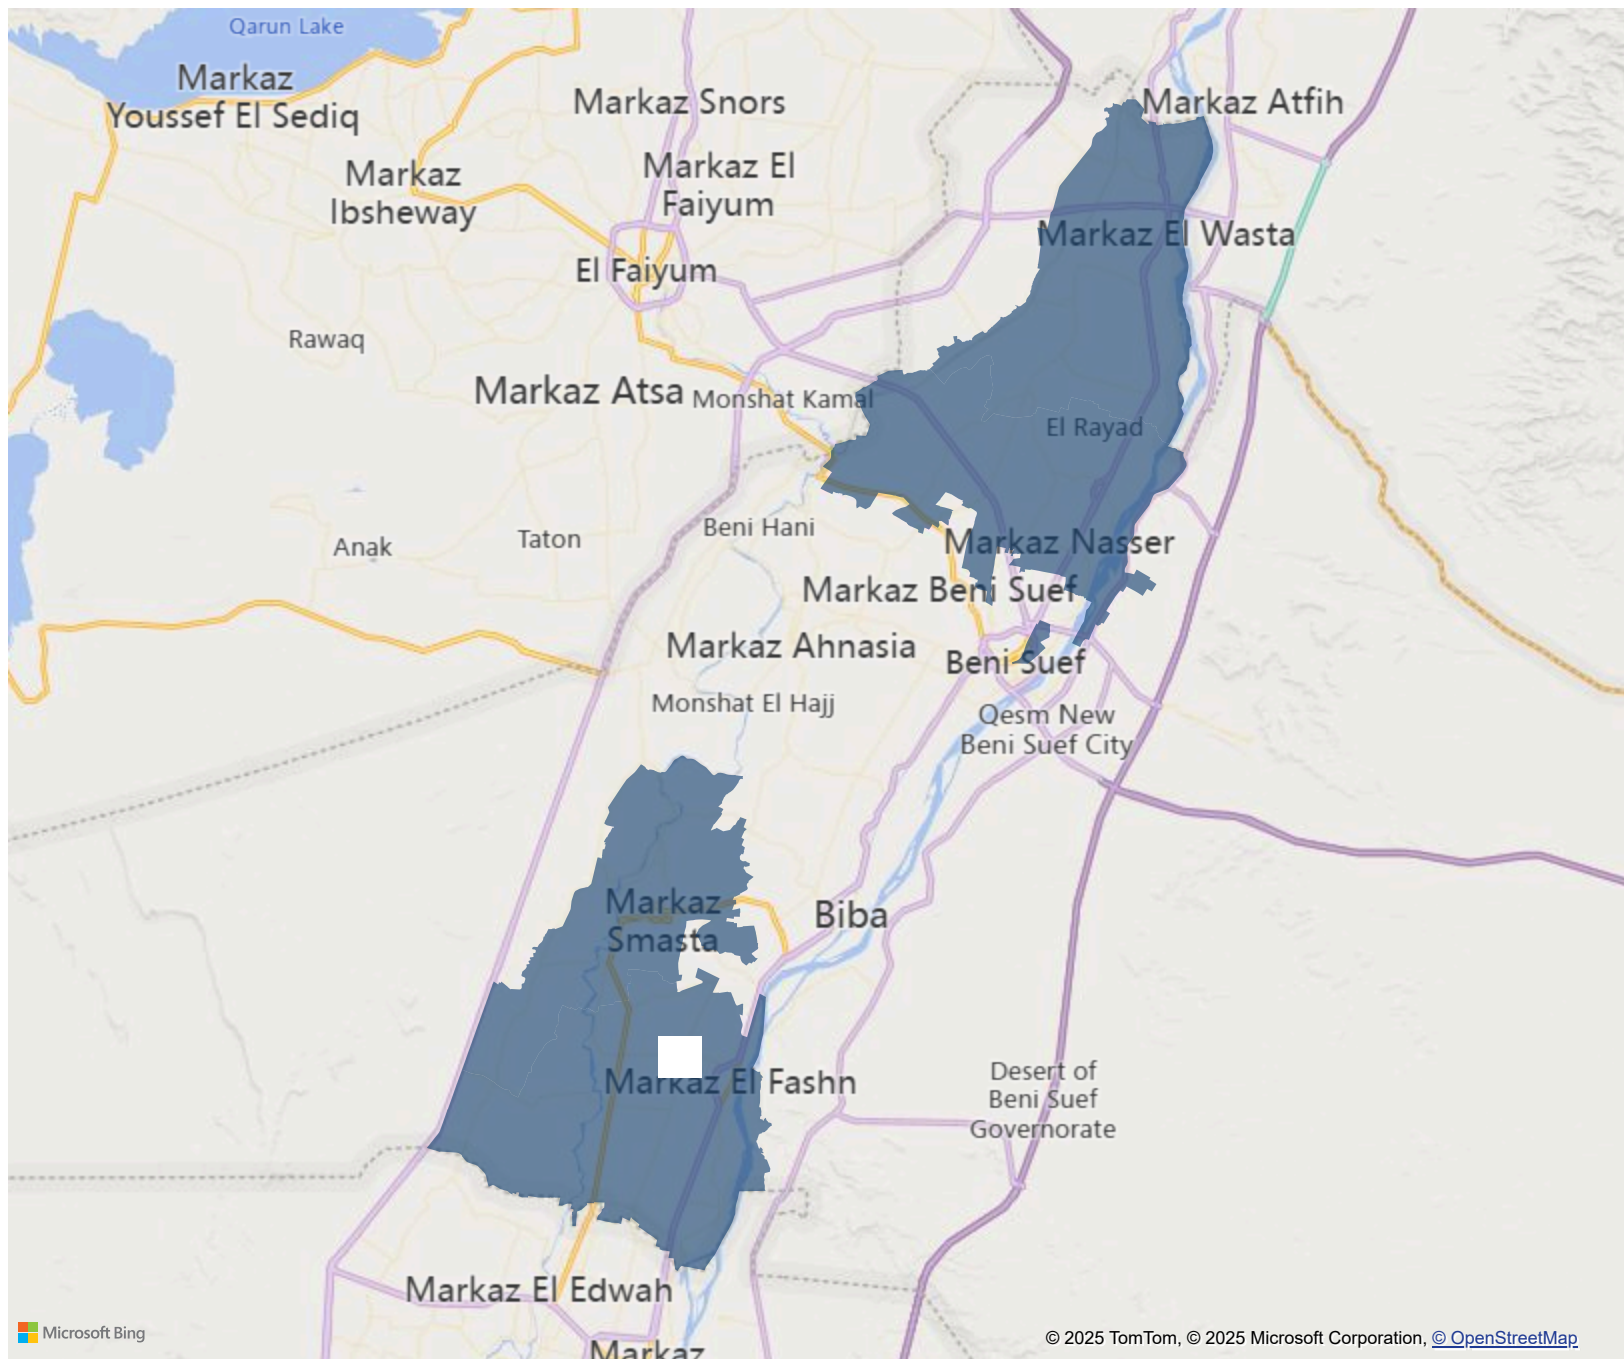 Qarun Lake
Markaz
Youssef El Sediq
Markaz Snors
Markaz Atfih
Markaz
Ibsheway
Markaz El
Faiyum
Markaz El Wasta
El Faiyum
Rawaq
Markaz Atsa
Monshat Kamal
El Rayad
Beni Hani
Taton
Anak
Markaz Nasser
Markaz Beni Suef
Markaz Ahnasia
Beni Suef
Monshat El Hajj
Qesm New
Beni Suef City
Markaz
Smasta
Biba
Markaz El Fashn
Desert of
Beni Suef
Governorate
Markaz El Edwah
Markaz
Microsoft Bing
© 2025 TomTom, © 2025 Microsoft Corporation, © OpenStreetMap